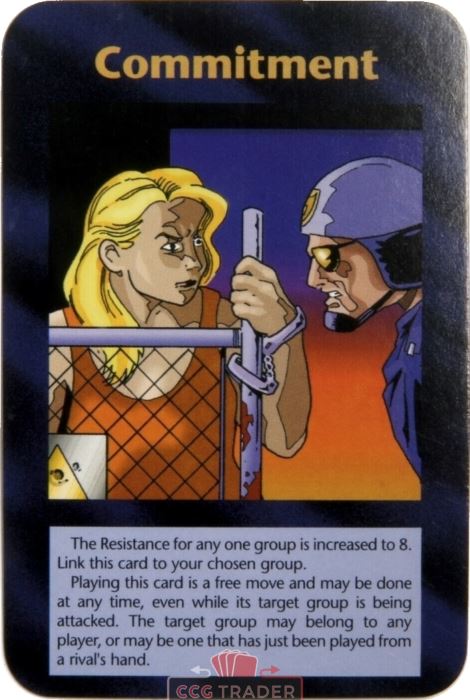 Commitment
The Resistance for any one group is increased to 8.
Link this card to your chosen group.
Playing this card is a free move and may be done
at any time, even while its target group is being
attacked. The target group may belong to any
player, or may be one that has just been played from
a rival's hand.
CCG TRADER